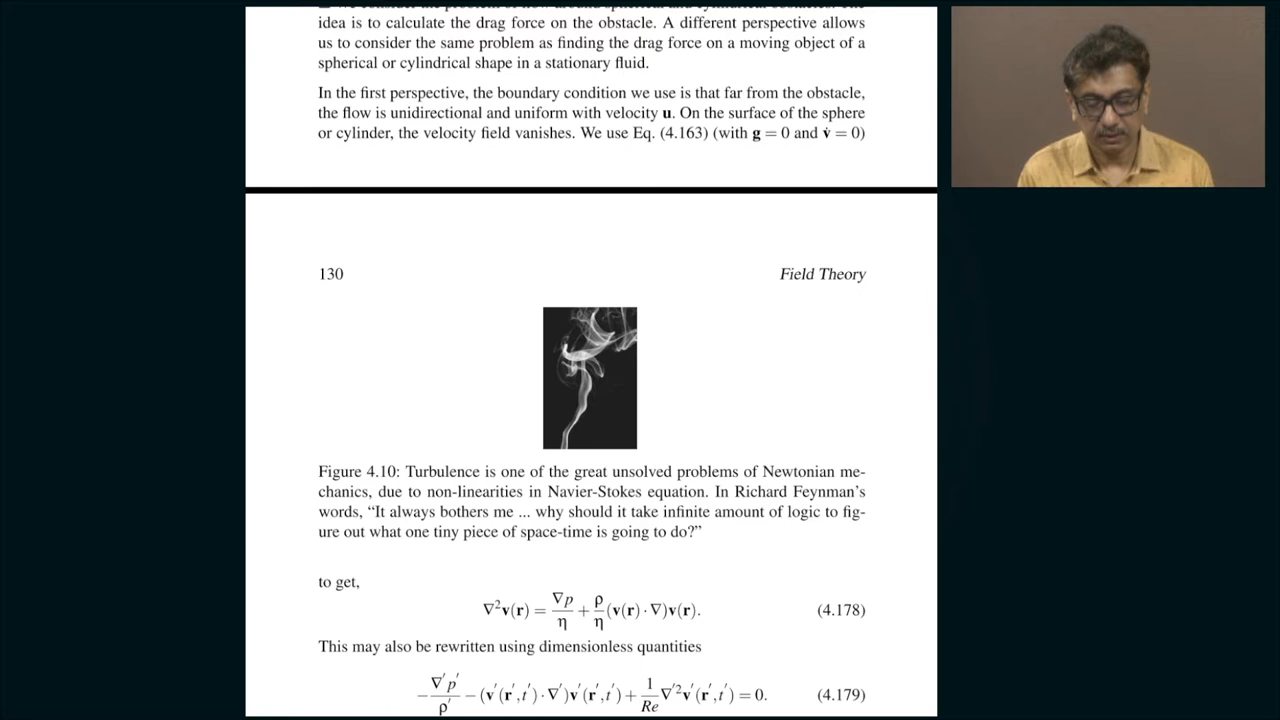 idea is to calculate the drag force on the obstacle. A different perspective allows
us to consider the same problem as finding the drag force on a moving object of a
spherical or cylindrical shape in a stationary fluid.
In the first perspective, the boundary condition we use is that far from the obstacle,
the flow is unidirectional and uniform with velocity u. On the surface of the sphere
or cylinder, the velocity field vanishes. We use Eq. (4.163) (with g = 0 and v̇ = 0)
130 Field Theory
Figure 4.10: Turbulence is one of the great unsolved problems of Newtonian me-
chanics, due to non-linearities in Navier-Stokes equation. In Richard Feynman's
words, “It always bothers me ... why should it take infinite amount of logic to fig-
ure out what one tiny piece of space-time is going to do?”
to get,
∇²v(r) = ∇p/η + ρ/η (v(r) · ∇)v(r). (4.178)
This may also be rewritten using dimensionless quantities
−∇′p′/ρ′ − (v′(r′,t′) · ∇′)v′(r′,t′) + 1/Re ∇′²v′(r′,t′) = 0. (4.179)